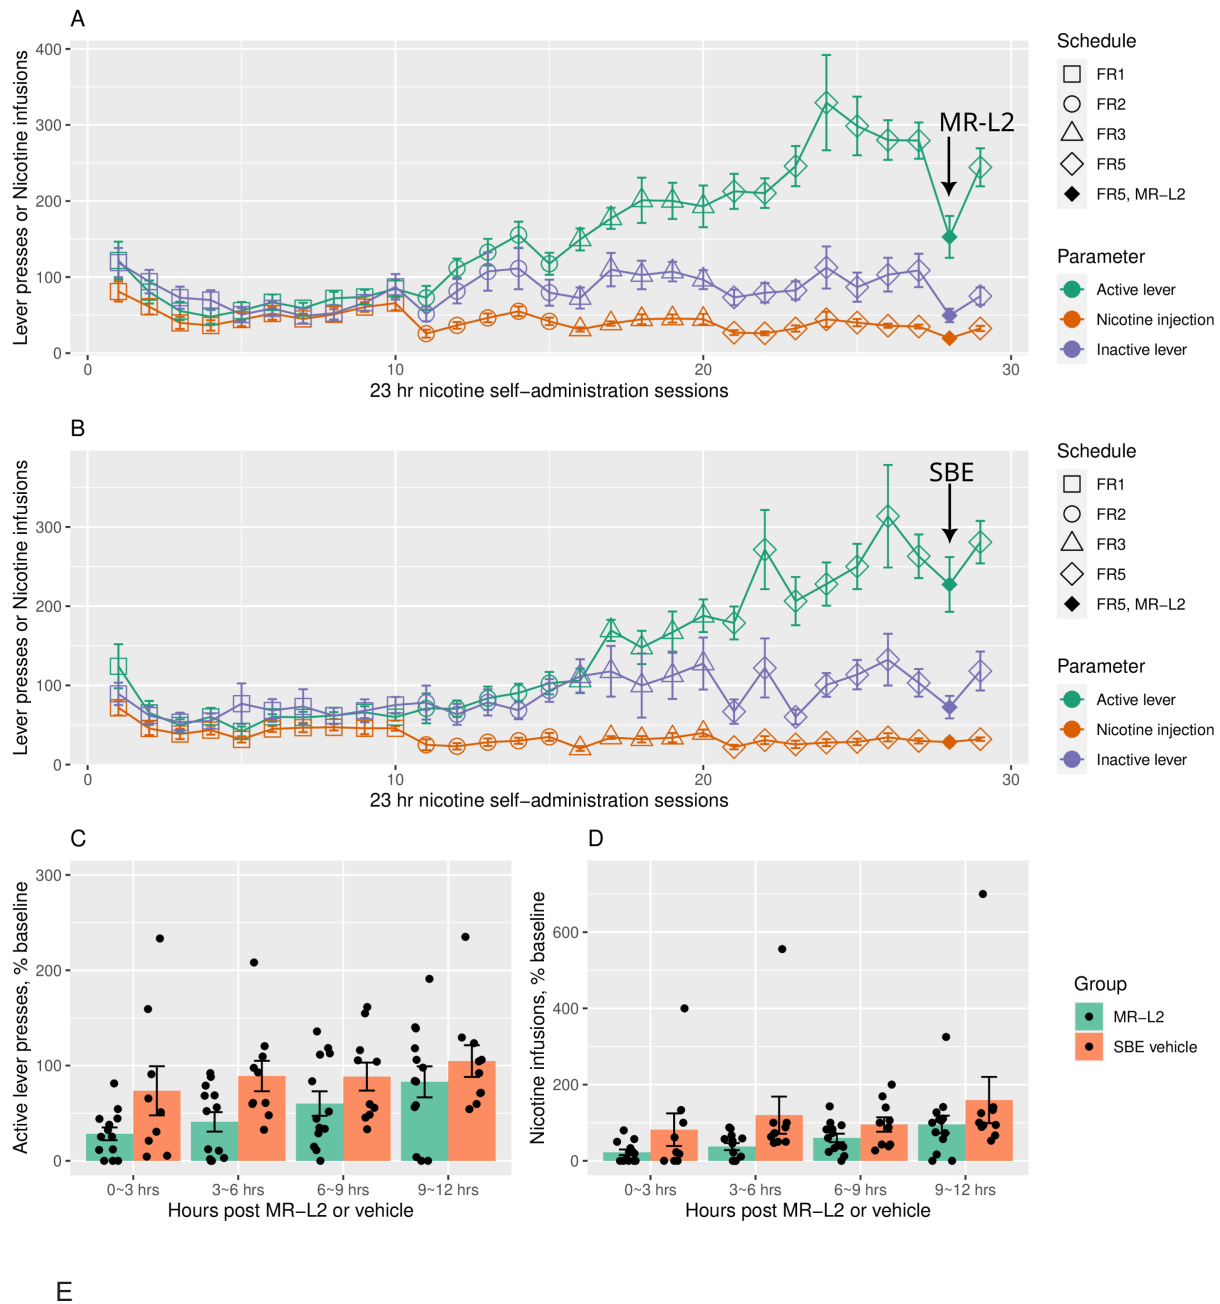 A
400
300
200
100
0
Lever presses or Nicotine infusions
MR-L2
0
10
20
30
23 hr nicotine self−administration sessions
Schedule
FR1
FR2
FR3
FR5
FR5, MR−L2
Parameter
Active lever
Nicotine injection
Inactive lever
B
300
200
100
0
Lever presses or Nicotine infusions
SBE
0
10
20
30
23 hr nicotine self−administration sessions
Schedule
FR1
FR2
FR3
FR5
FR5, MR−L2
Parameter
Active lever
Nicotine injection
Inactive lever
C
300
200
100
0
Active lever presses, % baseline
0~3 hrs
3~6 hrs
6~9 hrs
9~12 hrs
Hours post MR−L2 or vehicle
D
600
400
200
0
Nicotine infusions, % baseline
0~3 hrs
3~6 hrs
6~9 hrs
9~12 hrs
Hours post MR−L2 or vehicle
Group
MR−L2
SBE vehicle
E